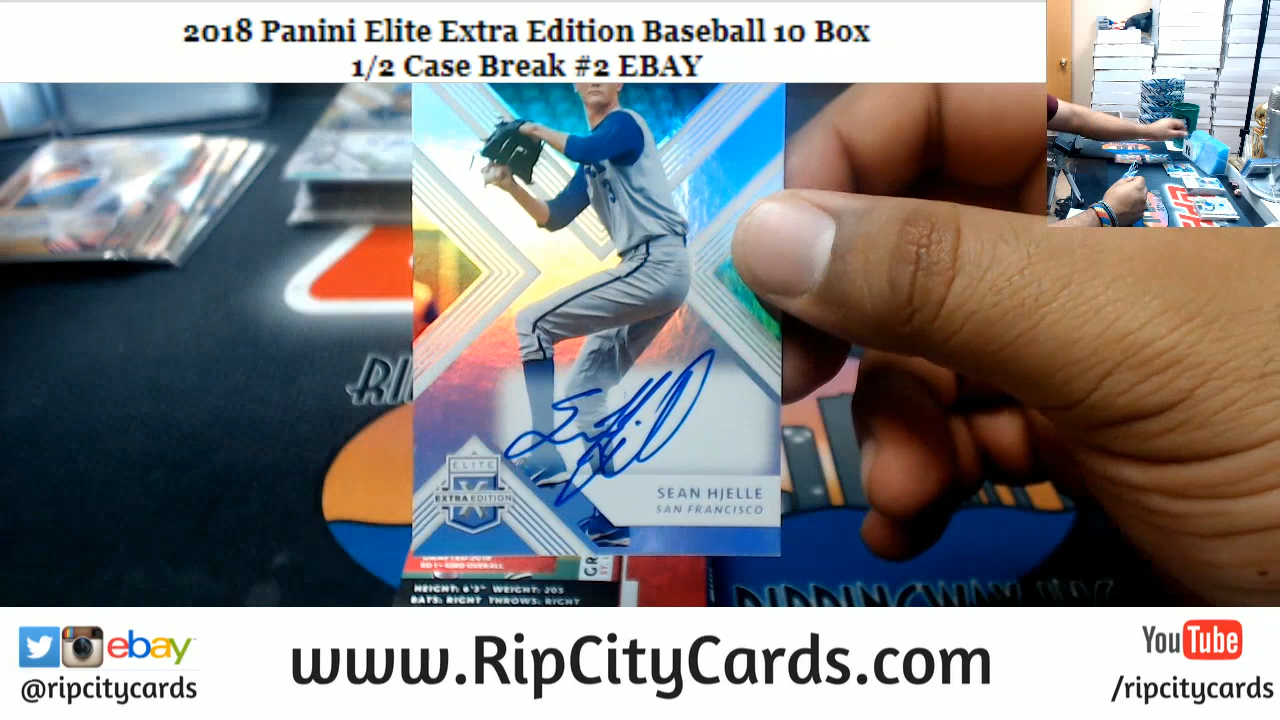 2018 Panini Elite Extra Edition Baseball 10 Box
1/2 Case Break #2 EBAY
ELITE
EXTRA EDITION
X
SEAN HJELLE
SAN FRANCISCO
HEIGHT: 6'3" WEIGHT: 205
BATS: RIGHT THROWS: RIGHT
ebay
@ripcitycards
www.RipCityCards.com
YouTube
/ripcitycards